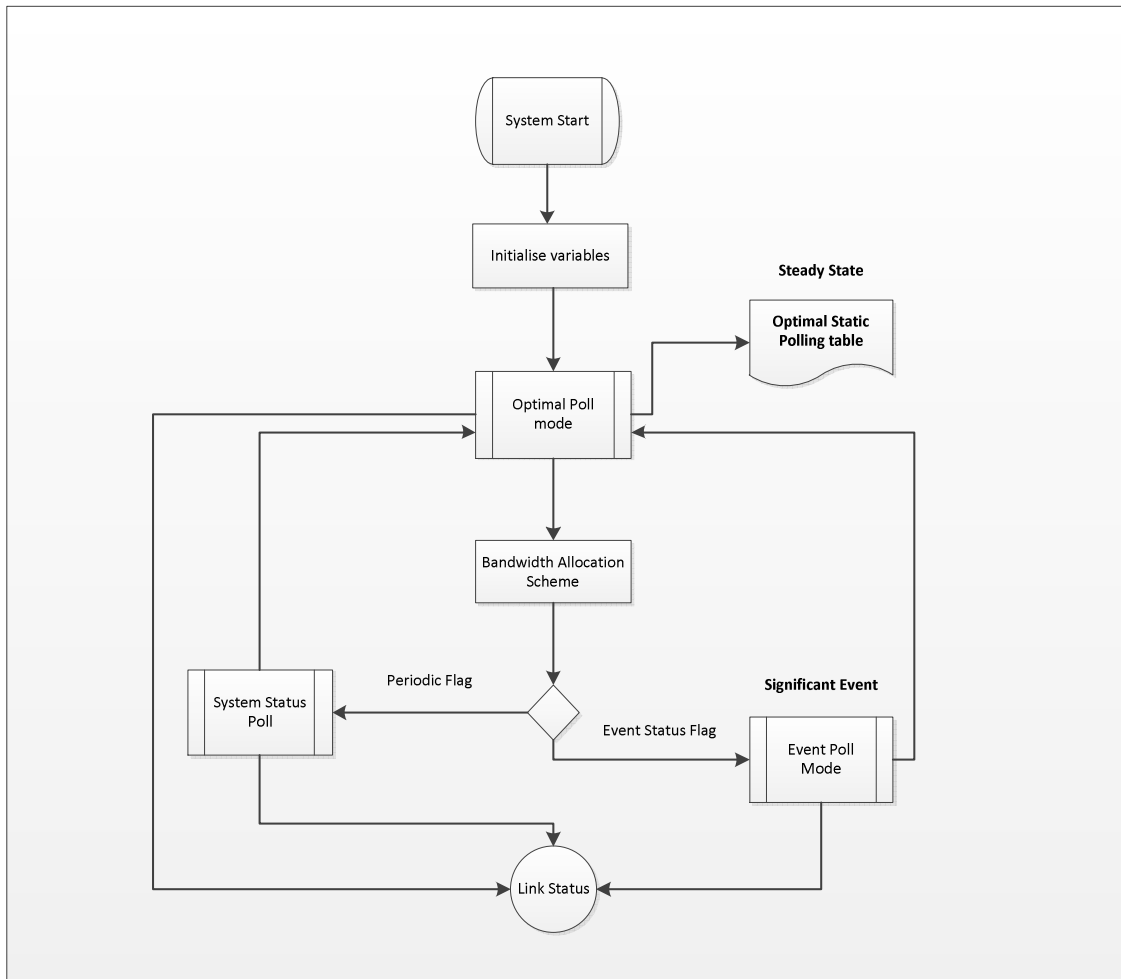 System Start
Initialise variables
Steady State
Optimal Static
Polling table
Optimal Poll
mode
Bandwidth Allocation
Scheme
Periodic Flag
System Status
Poll
Significant Event
Event Status Flag
Event Poll
Mode
Link Status